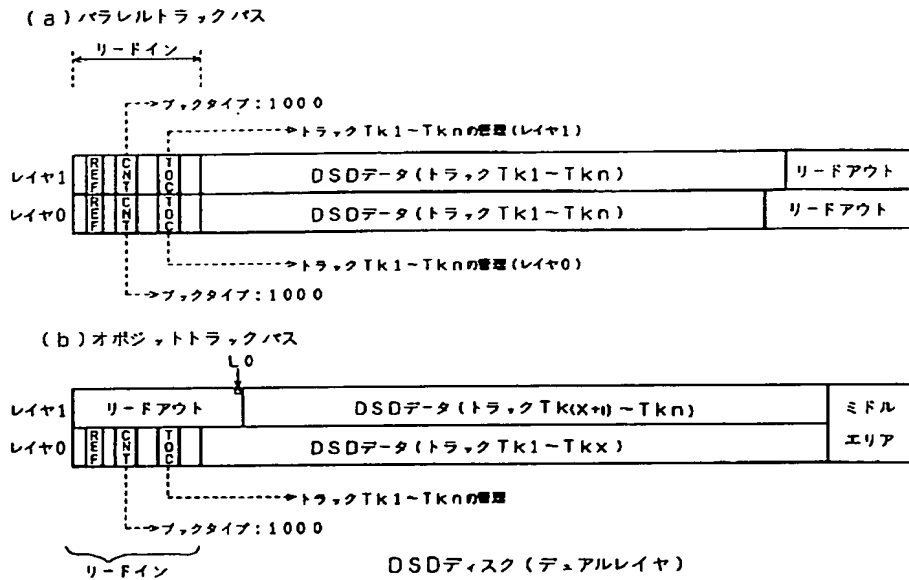 (a)パラレルトラックパス
リードイン
ブックタイプ:1000
トラックTk1~Tknの管理(レイヤ1)
レイヤ1 REF CNT TOC DSDデータ(トラックTk1~Tkn) リードアウト
レイヤ0 REF CNT TOC DSDデータ(トラックTk1~Tkn) リードアウト
トラックTk1~Tknの管理(レイヤ0)
ブックタイプ:1000
(b)オポジットトラックパス
LO
レイヤ1 リードアウト DSDデータ(トラックTk(X+1)~Tkn) ミドル
レイヤ0 REF CNT TOC DSDデータ(トラックTk1~Tkx) エリア
トラックTk1~Tknの管理
ブックタイプ:1000
リードイン
DSDディスク(デュアルレイヤ)